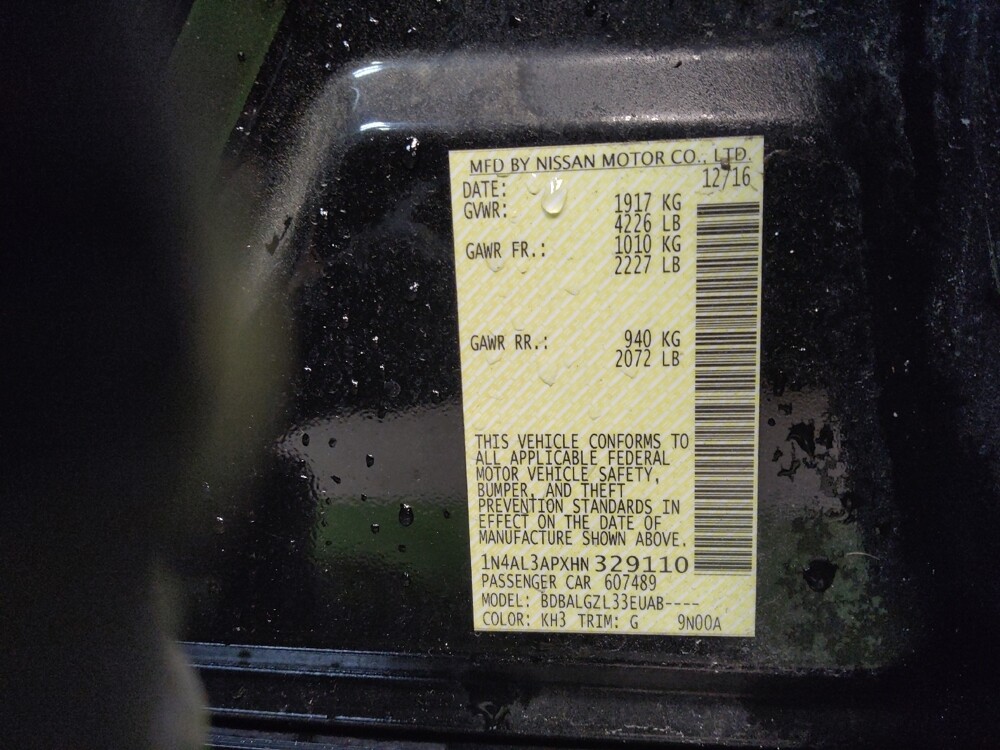 MFD BY NISSAN MOTOR CO., LTD.
DATE: 12/16
GVWR: 1917 KG
4226 LB
GAWR FR.: 1010 KG
2227 LB
GAWR RR.: 940 KG
2072 LB
THIS VEHICLE CONFORMS TO
ALL APPLICABLE FEDERAL
MOTOR VEHICLE SAFETY,
BUMPER, AND THEFT
PREVENTION STANDARDS IN
EFFECT ON THE DATE OF
MANUFACTURE SHOWN ABOVE.
1N4AL3APXHN 329110
PASSENGER CAR 607489
MODEL: BDBALGZL33EUAB----
COLOR: KH3 TRIM: G 9N00A